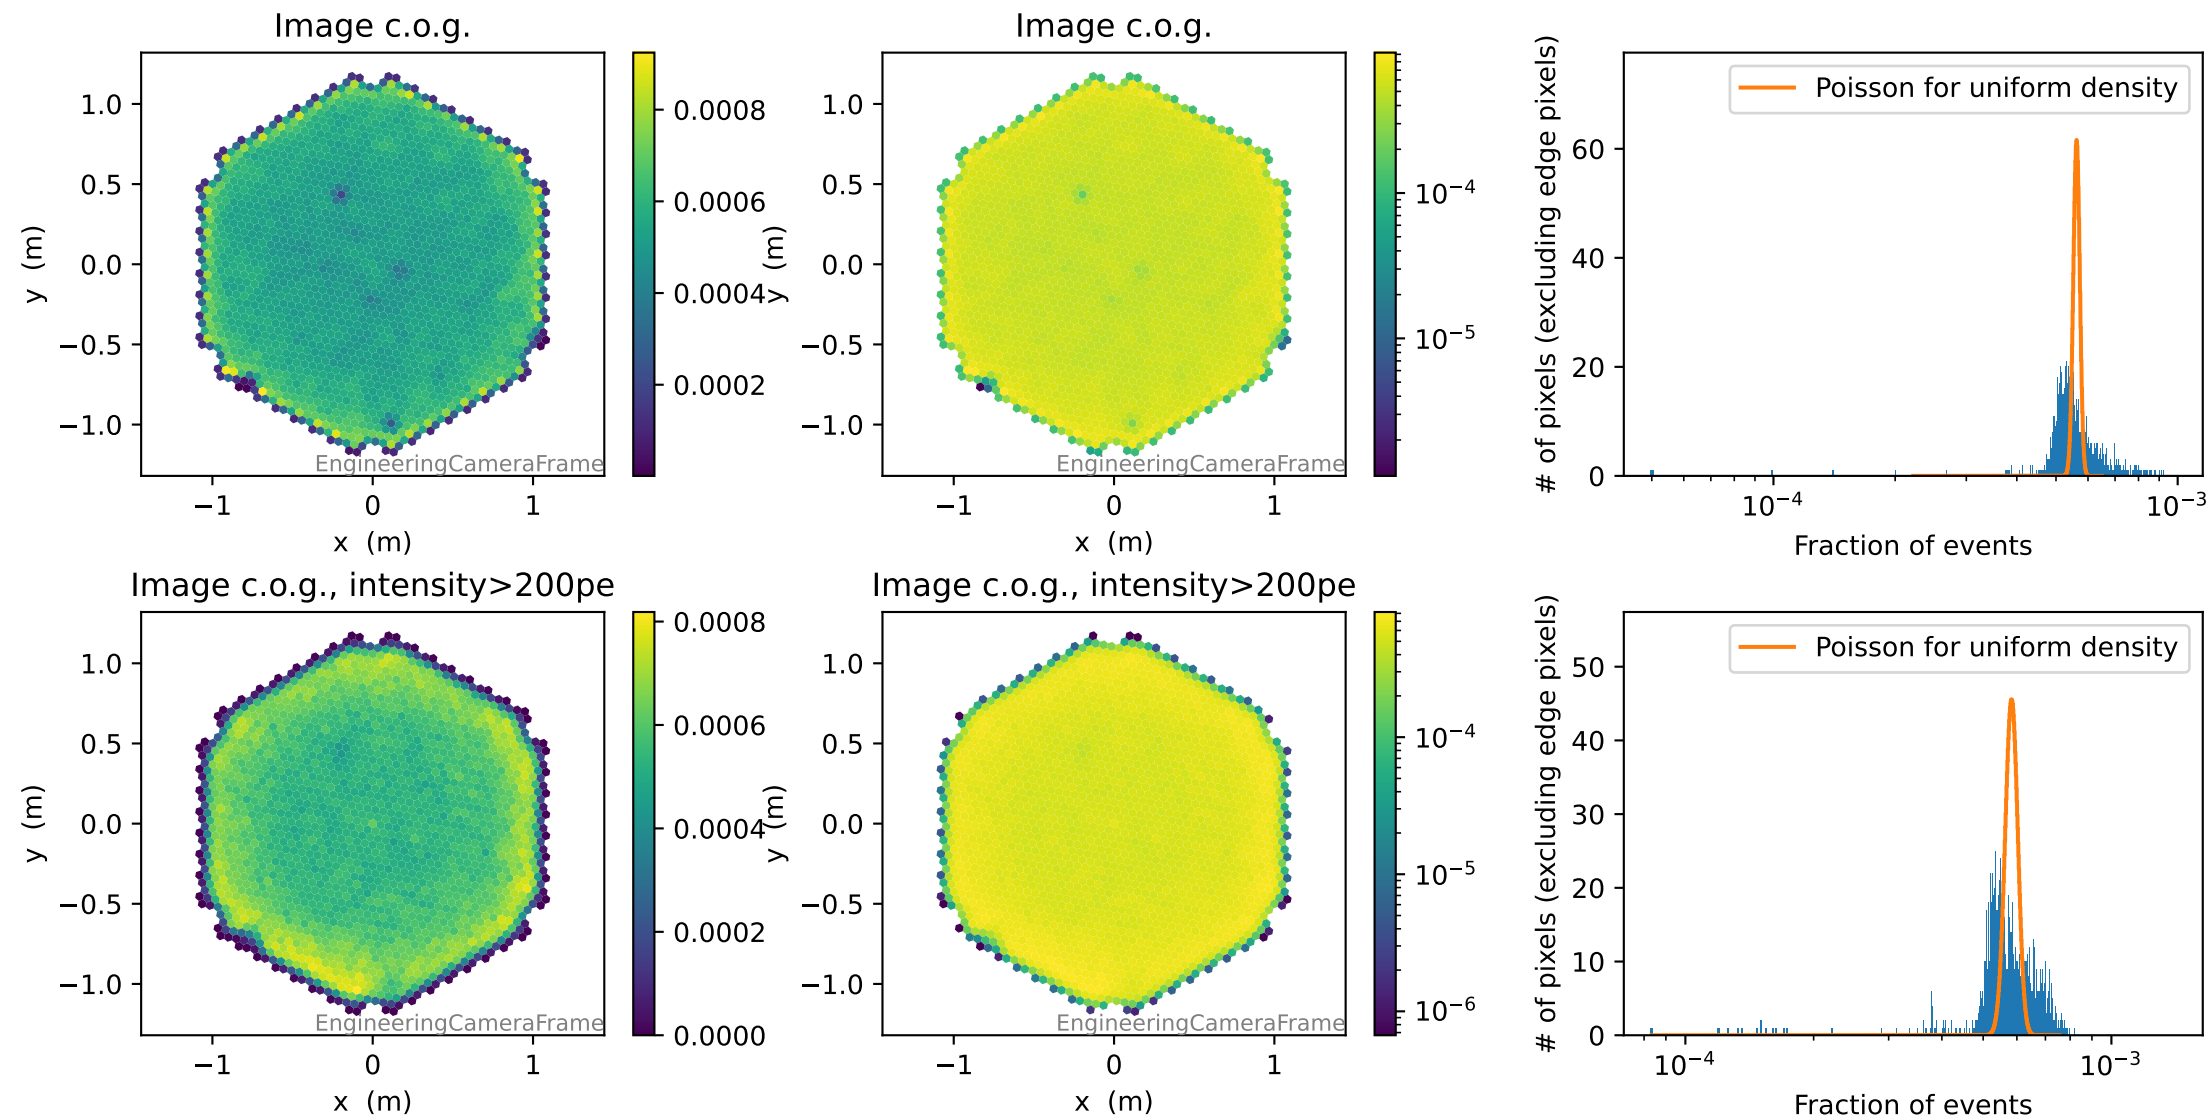 Image c.o.g.
1.0
0.5
0.0
−0.5
−1.0
y (m)
−1
0
1
x (m)
EngineeringCameraFrame
0.0008
0.0006
0.0004
0.0002
Image c.o.g.
1.0
0.5
0.0
−0.5
−1.0
y (m)
−1
0
1
x (m)
EngineeringCameraFrame
10⁻⁴
10⁻⁵
# of pixels (excluding edge pixels)
60
40
20
0
Poisson for uniform density
10⁻⁴
10⁻³
Fraction of events
Image c.o.g., intensity>200pe
1.0
0.5
0.0
−0.5
−1.0
y (m)
−1
0
1
x (m)
EngineeringCameraFrame
0.0008
0.0006
0.0004
0.0002
0.0000
Image c.o.g., intensity>200pe
1.0
0.5
0.0
−0.5
−1.0
y (m)
−1
0
1
x (m)
EngineeringCameraFrame
10⁻⁴
10⁻⁵
10⁻⁶
# of pixels (excluding edge pixels)
50
40
30
20
10
0
Poisson for uniform density
10⁻⁴
10⁻³
Fraction of events